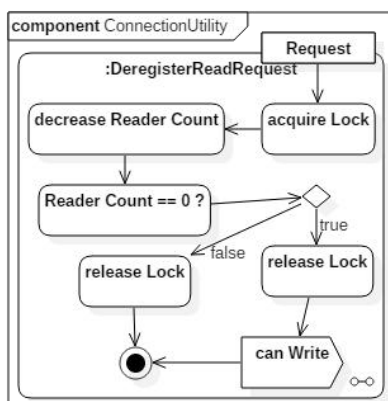 component ConnectionUtility
Request
:DeregisterReadRequest
decrease Reader Count
acquire Lock
Reader Count == 0 ?
true
false
release Lock
release Lock
can Write